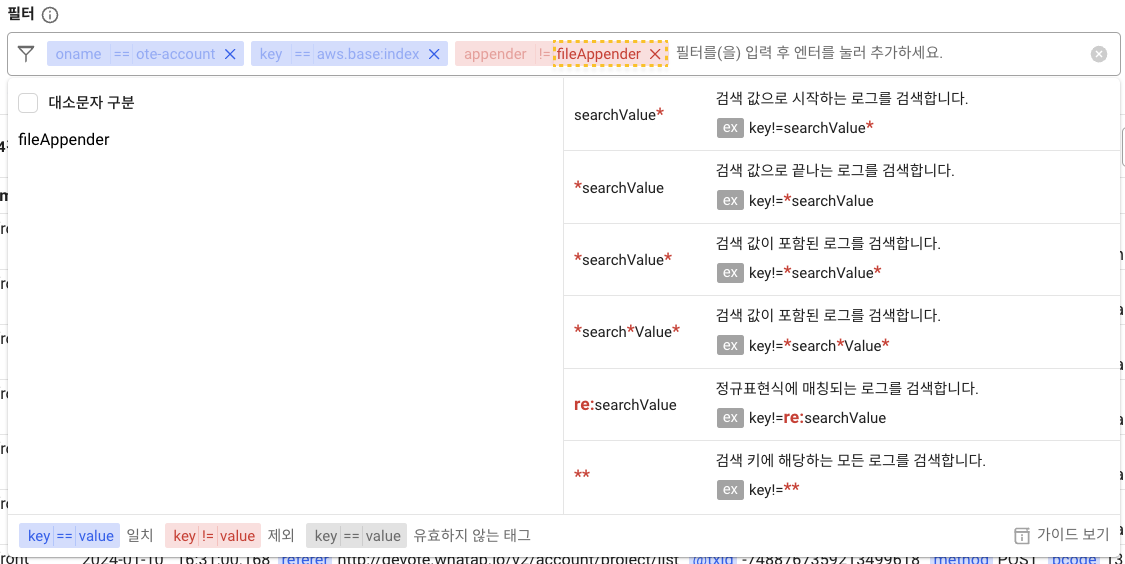 필터
oname == ote-account key == aws.base:index appender != fileAppender 필터를(을) 입력 후 엔터를 눌러 추가하세요.
대소문자 구분
fileAppender
searchValue*
검색 값으로 시작하는 로그를 검색합니다.
ex key!=searchValue*
*searchValue
검색 값으로 끝나는 로그를 검색합니다.
ex key!=*searchValue
*searchValue*
검색 값이 포함된 로그를 검색합니다.
ex key!=*searchValue*
*search*Value*
검색 값이 포함된 로그를 검색합니다.
ex key!=*search*Value*
re:searchValue
정규표현식에 매칭되는 로그를 검색합니다.
ex key!=re:searchValue
**
검색 키에 해당하는 모든 로그를 검색합니다.
ex key!=**
key == value 일치 key != value 제외 key == value 유효하지 않는 태그 가이드 보기
ront 2024-01-10 16:31:00.168 referer http://devote.whatap.io/v2/account/project/list @txid -7488767359213499618 method POST pcode 13